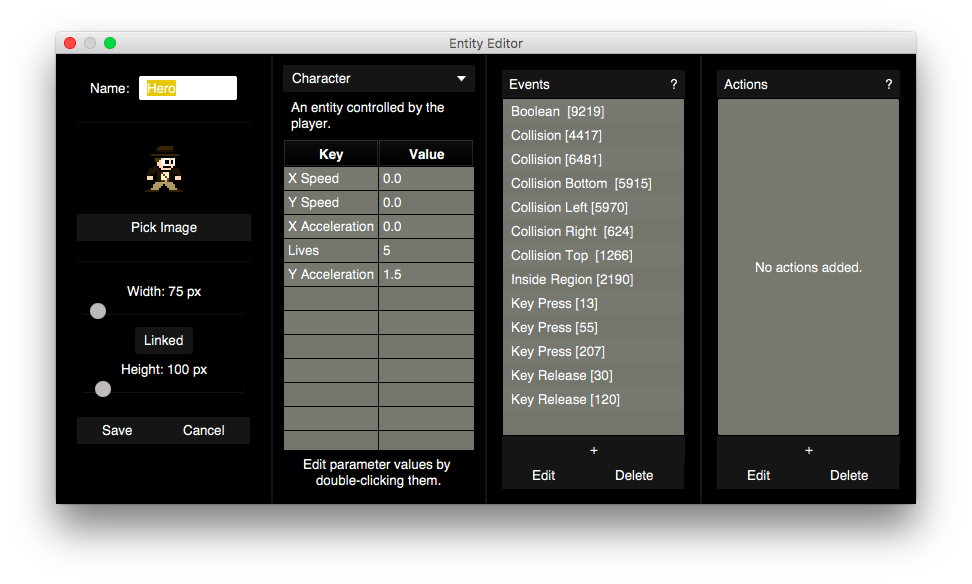 Entity Editor
Name: Hero
Pick Image
Width: 75 px
Linked
Height: 100 px
Save Cancel
Character
An entity controlled by the
player.
Key Value
X Speed 0.0
Y Speed 0.0
X Acceleration 0.0
Lives 5
Y Acceleration 1.5
Edit parameter values by
double-clicking them.
Events ?
Boolean [9219]
Collision [4417]
Collision [6481]
Collision Bottom [5915]
Collision Left [5970]
Collision Right [624]
Collision Top [1266]
Inside Region [2190]
Key Press [13]
Key Press [55]
Key Press [207]
Key Release [30]
Key Release [120]
+
Edit Delete
Actions ?
No actions added.
+
Edit Delete